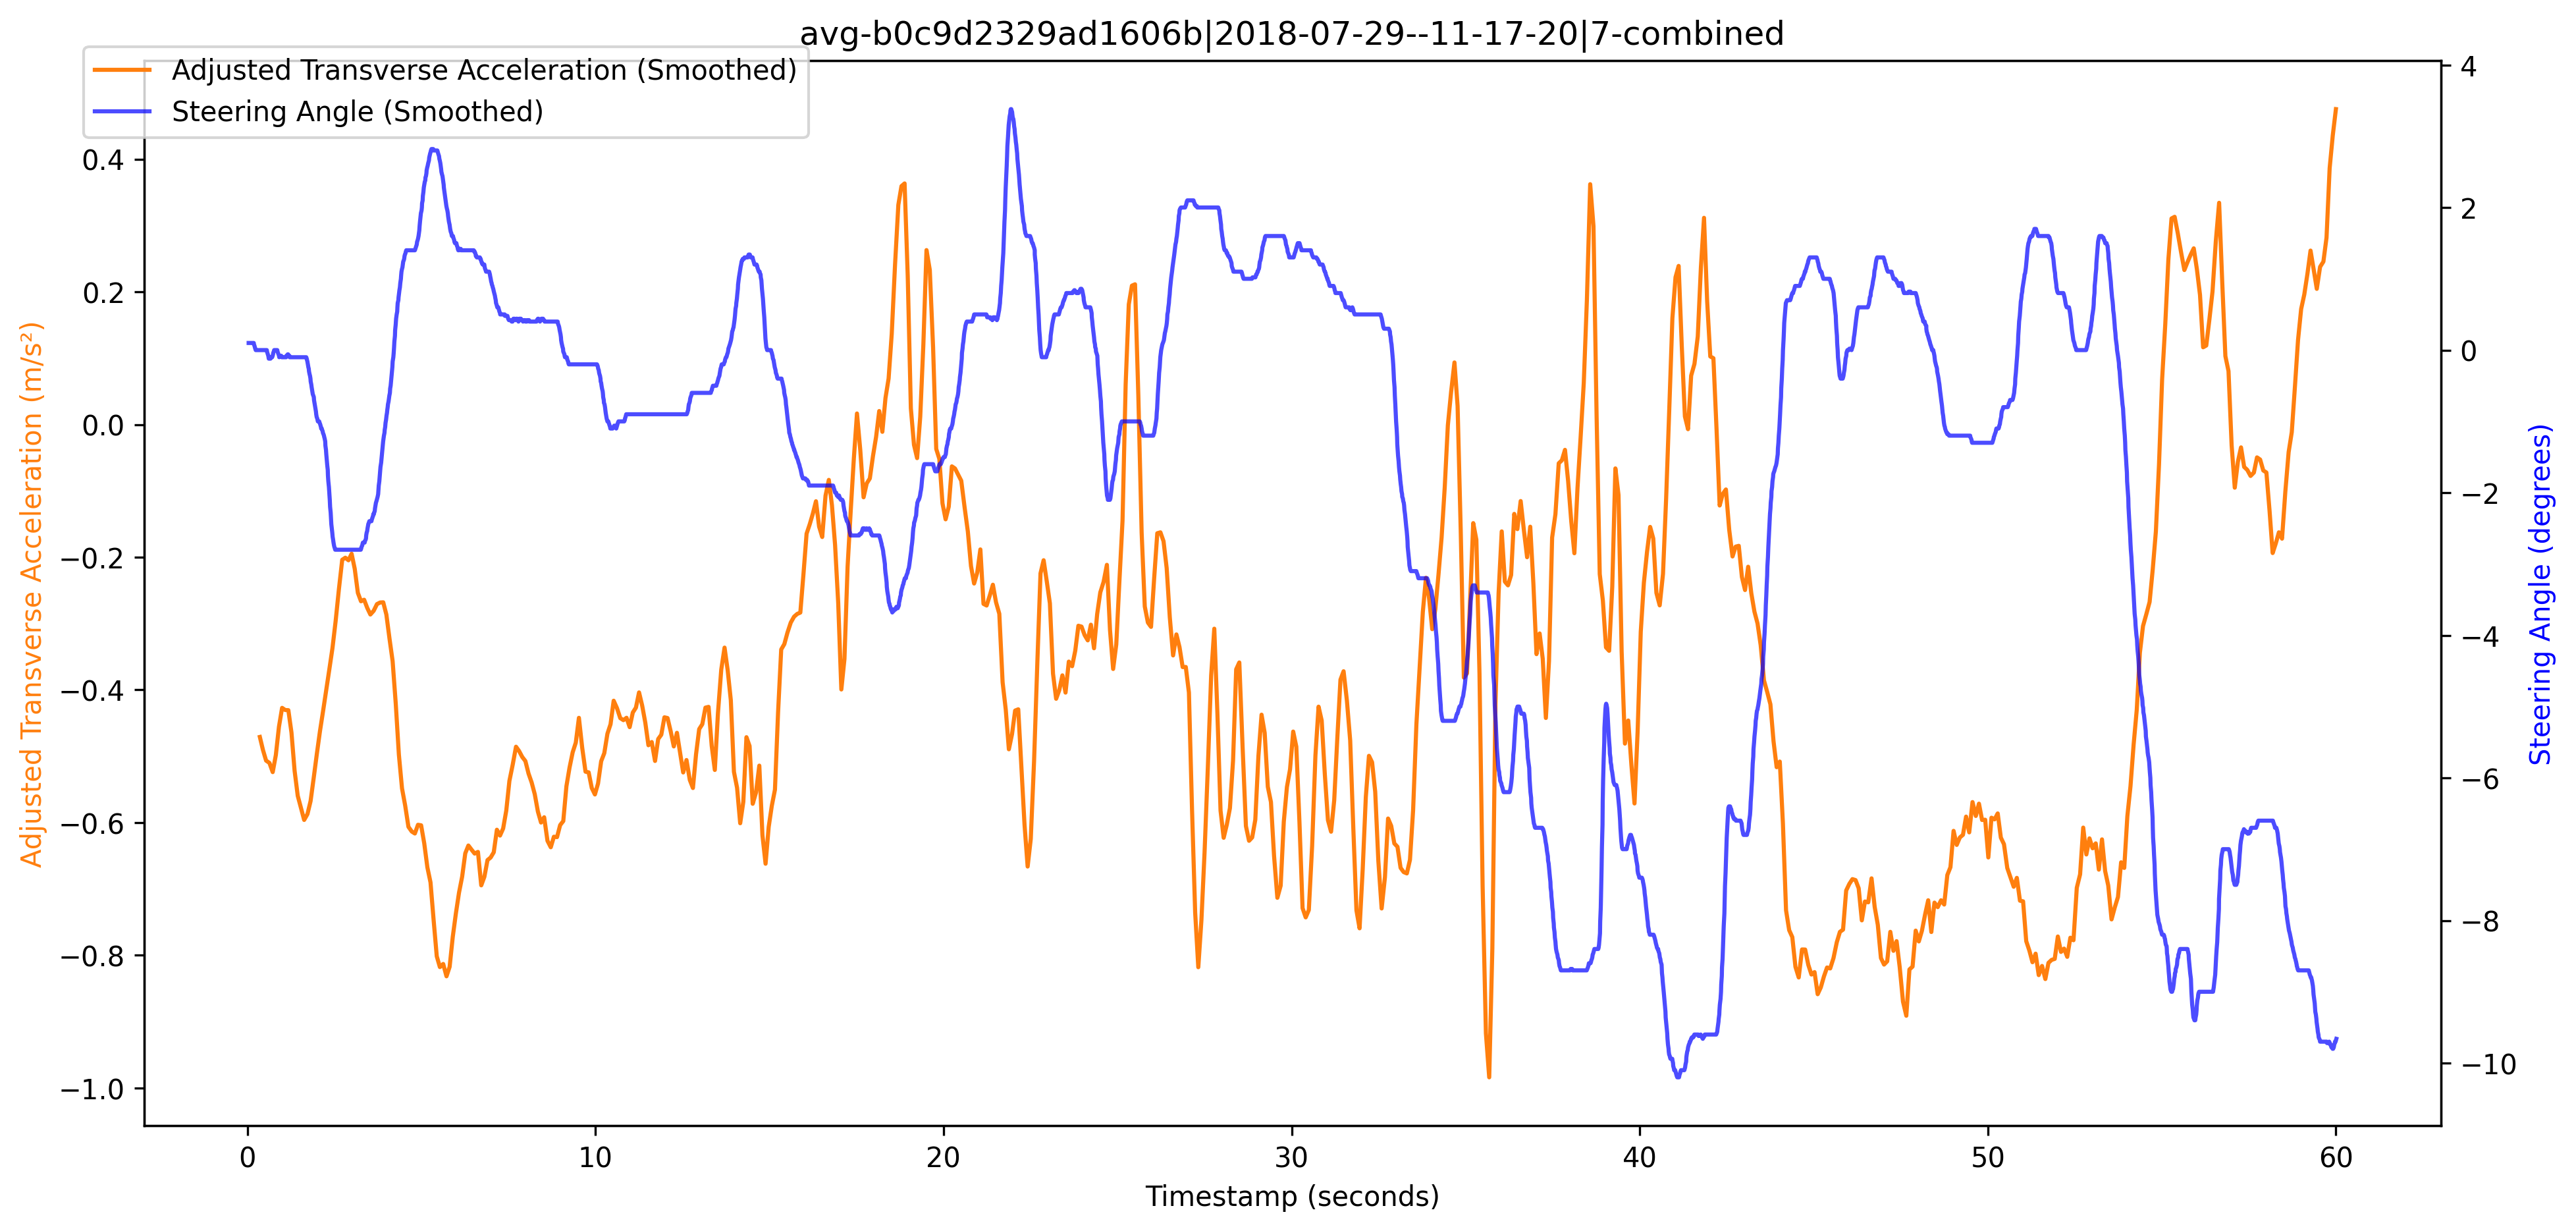 avg-b0c9d2329ad1606b|2018-07-29--11-17-20|7-combined
Adjusted Transverse Acceleration (Smoothed)
Steering Angle (Smoothed)
Adjusted Transverse Acceleration (m/s²)
0.4
0.2
0.0
−0.2
−0.4
−0.6
−0.8
−1.0
4
2
0
−2
−4
−6
−8
−10
Steering Angle (degrees)
0 10 20 30 40 50 60
Timestamp (seconds)